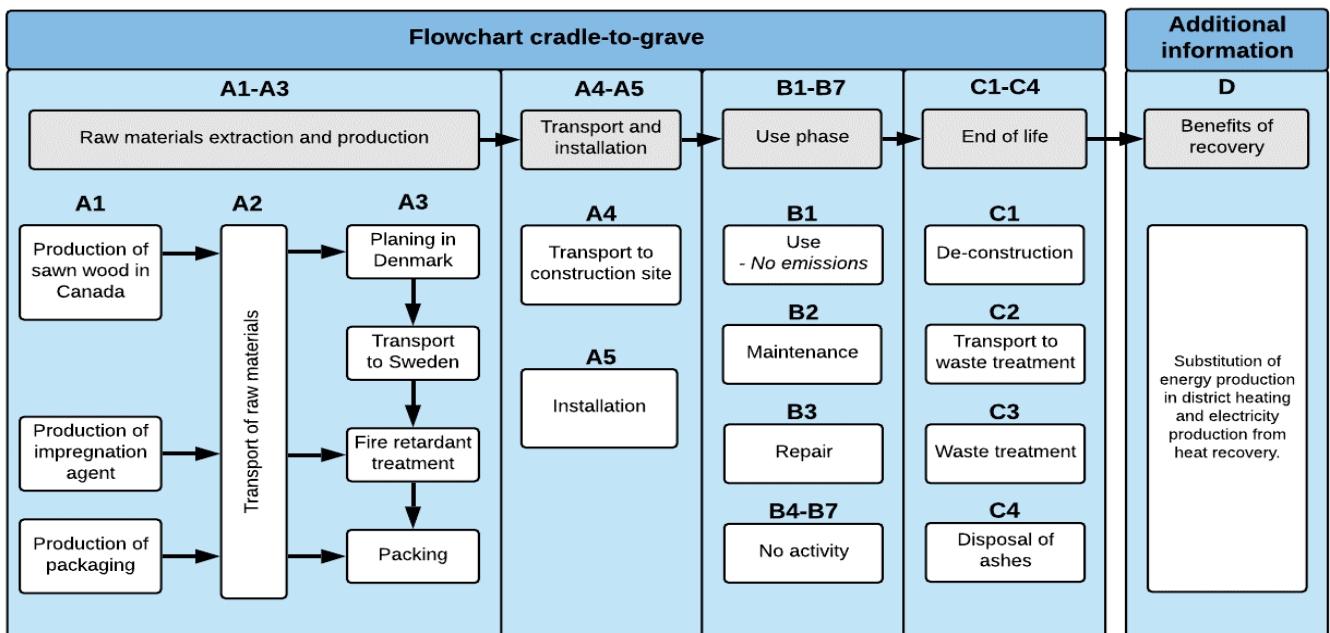 Flowchart cradle-to-grave
Additional
information
A1-A3
A4-A5
B1-B7
C1-C4
D
Raw materials extraction and production
Transport and
installation
Use phase
End of life
Benefits of
recovery
A1
Production of
sawn wood in
Canada
Production of
impregnation
agent
Production of
packaging
A2
Transport of raw materials
A3
Planing in
Denmark
Transport
to Sweden
Fire retardant
treatment
Packing
A4
Transport to
construction site
A5
Installation
B1
Use
- No emissions
B2
Maintenance
B3
Repair
B4-B7
No activity
C1
De-construction
C2
Transport to
waste treatment
C3
Waste treatment
C4
Disposal of
ashes
Substitution of
energy production
in district heating
and electricity
production from
heat recovery.